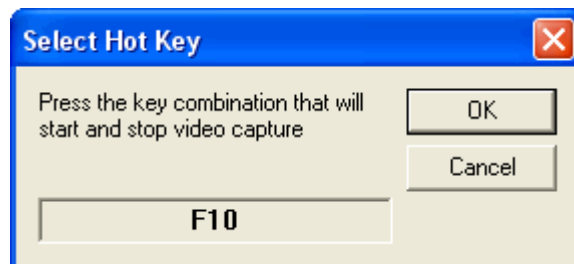 Select Hot Key
Press the key combination that will
start and stop video capture
OK
Cancel
F10